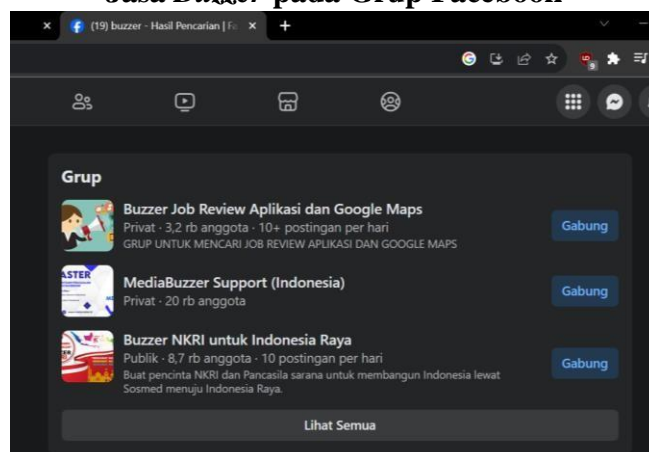 Jasa Buzzer pada Grup Facebook
(19) buzzer - Hasil Pencarian | Fa
9
Grup
Buzzer Job Review Aplikasi dan Google Maps
Privat · 3,2 rb anggota · 10+ postingan per hari
GRUP UNTUK MENCARI JOB REVIEW APLIKASI DAN GOOGLE MAPS
Gabung
ASTER
MediaBuzzer Support (Indonesia)
Privat · 20 rb anggota
Gabung
Buzzer NKRI untuk Indonesia Raya
Publik · 8,7 rb anggota · 10 postingan per hari
Buat pencinta NKRI dan Pancasila sarana untuk membangun Indonesia lewat
Sosmed menuju Indonesia Raya.
Gabung
Lihat Semua